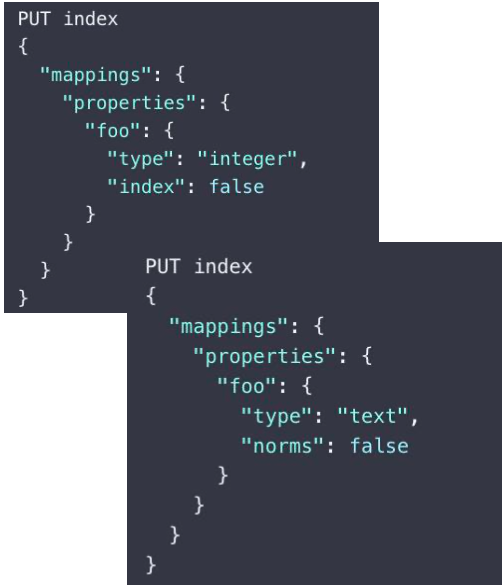 PUT index
{
  "mappings": {
    "properties": {
      "foo": {
        "type": "integer",
        "index": false
      }
    }
  }
}
PUT index
{
  "mappings": {
    "properties": {
      "foo": {
        "type": "text",
        "norms": false
      }
    }
  }
}